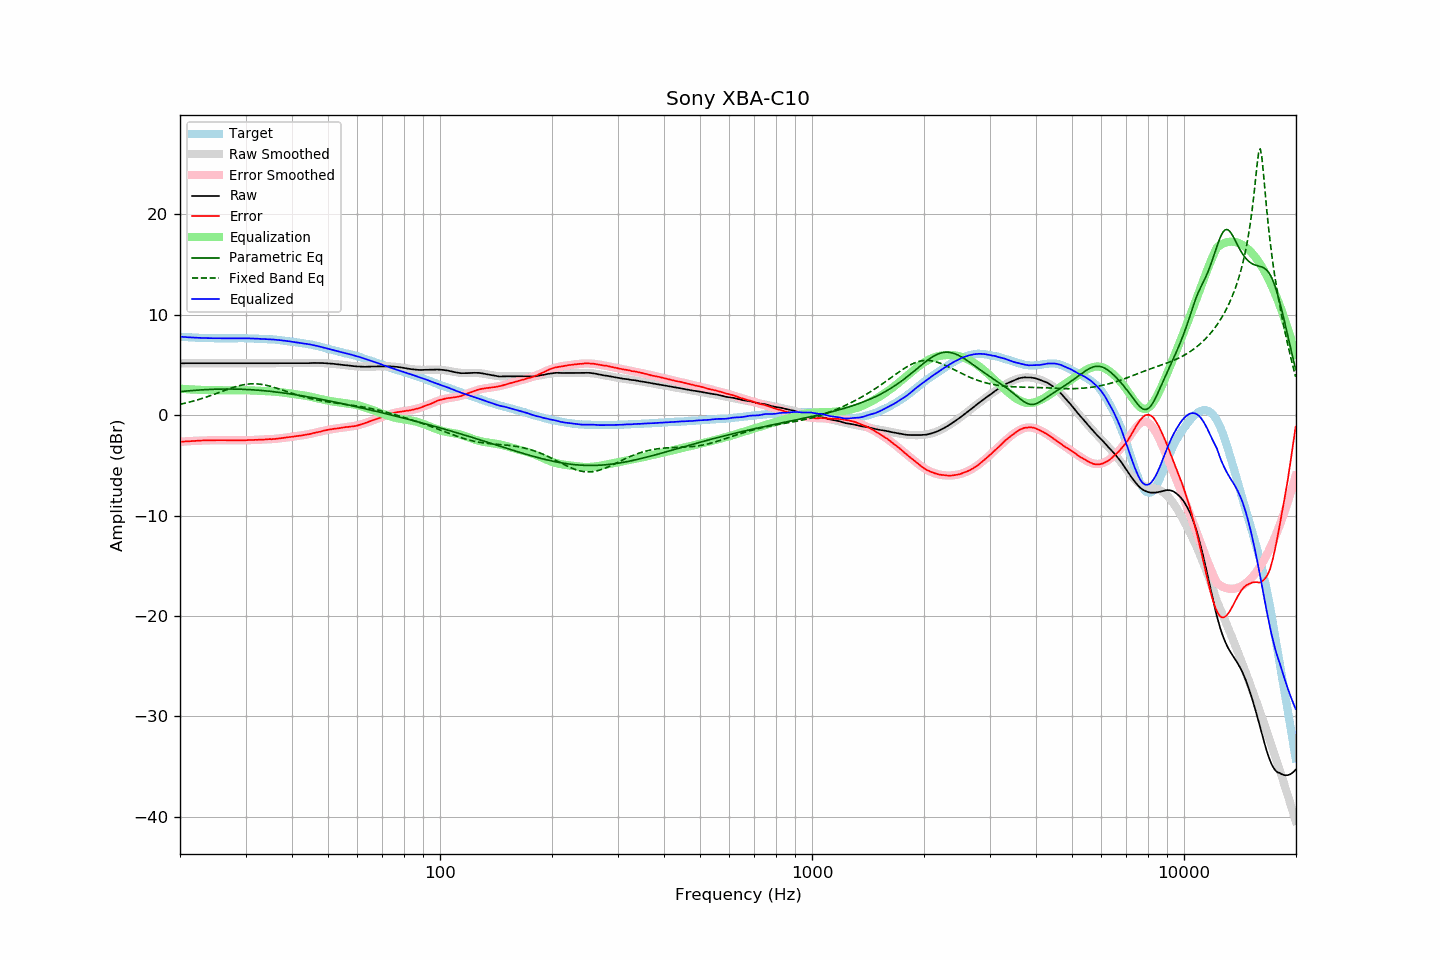 Sony XBA-C10
Target
Raw Smoothed
Error Smoothed
Raw
Error
Equalization
Parametric Eq
Fixed Band Eq
Equalized
20
10
0
−10
−20
−30
−40
Amplitude (dBr)
100
1000
10000
Frequency (Hz)